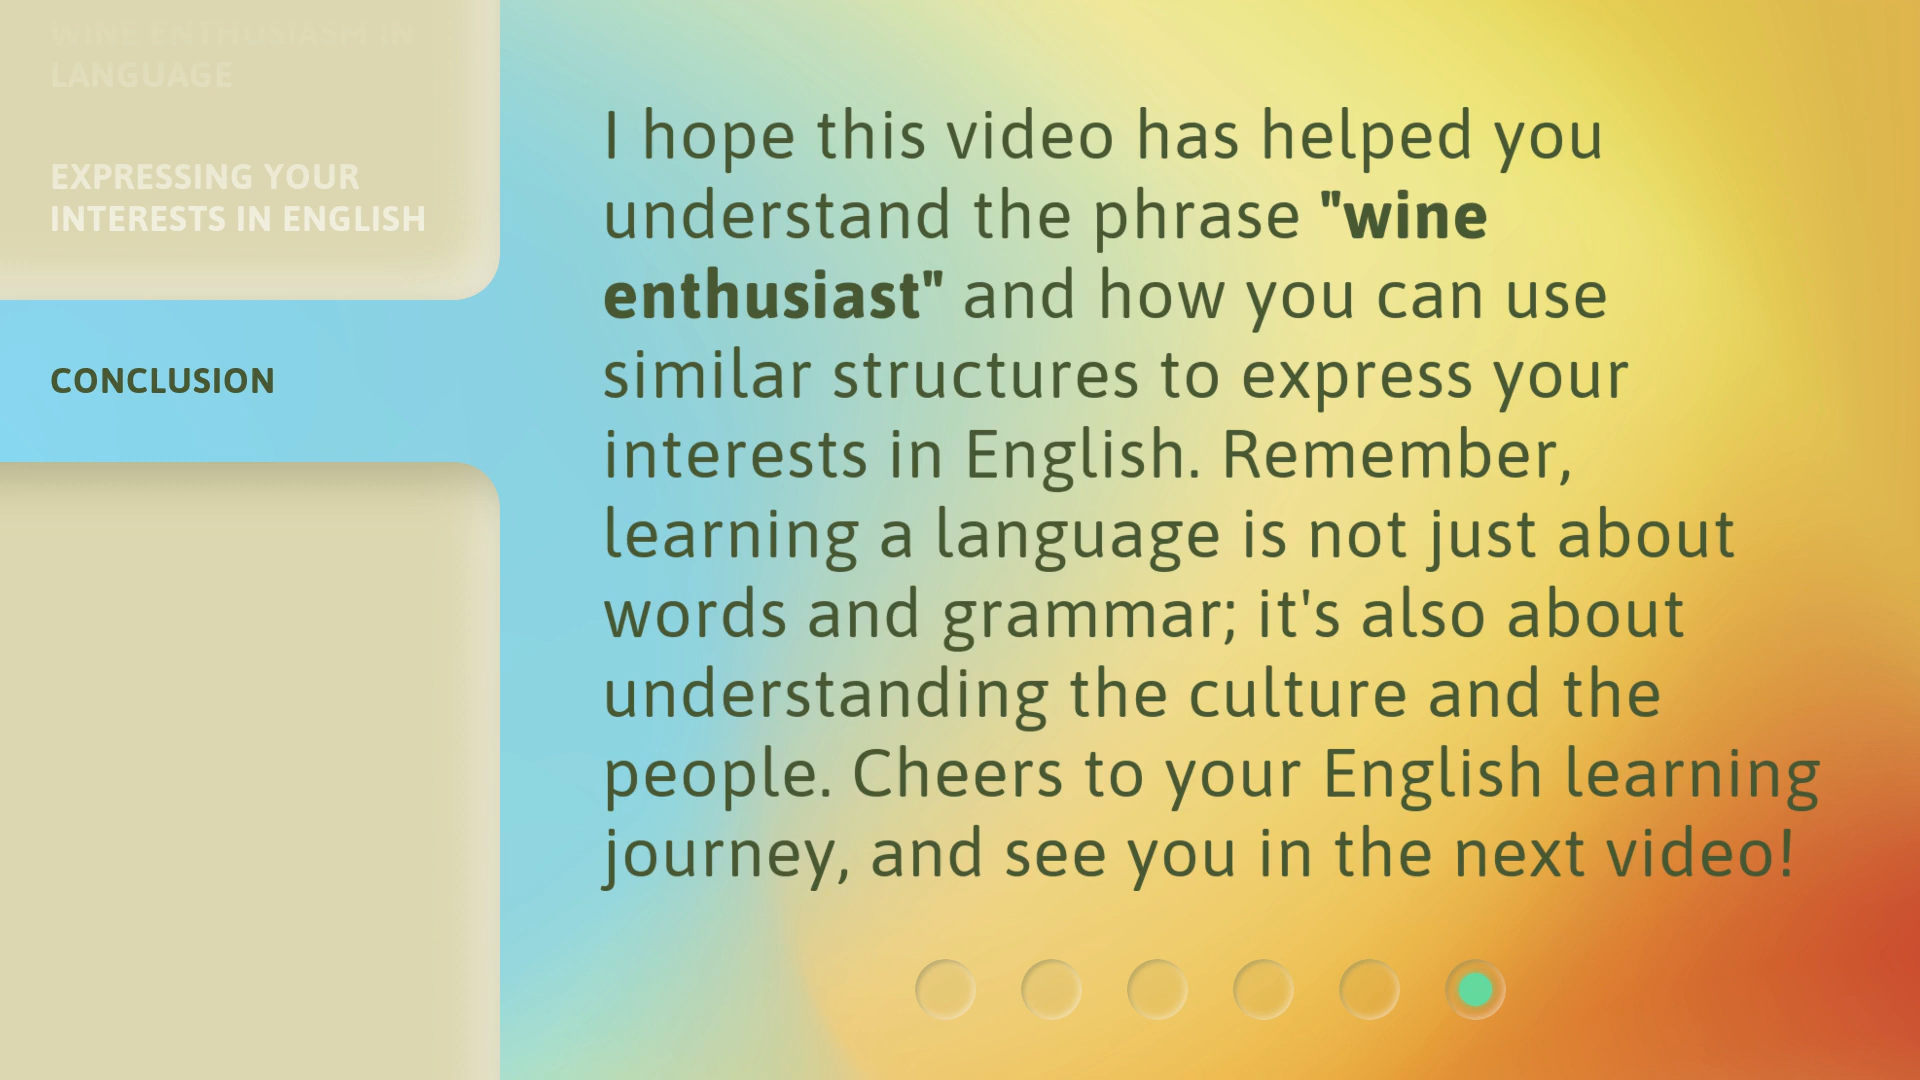 WINE ENTHUSIASM IN
LANGUAGE
EXPRESSING YOUR
INTERESTS IN ENGLISH
CONCLUSION
I hope this video has helped you
understand the phrase "wine
enthusiast" and how you can use
similar structures to express your
interests in English. Remember,
learning a language is not just about
words and grammar; it's also about
understanding the culture and the
people. Cheers to your English learning
journey, and see you in the next video!